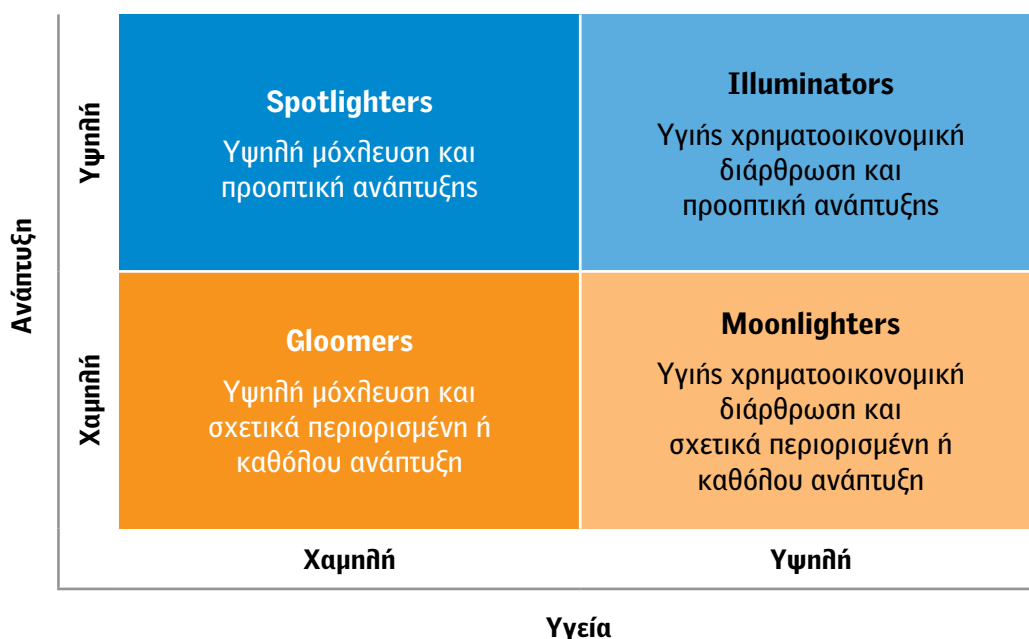 Ανάπτυξη
Υψηλή
Spotlighters
Υψηλή μόχλευση και
προοπτική ανάπτυξης
Illuminators
Υγιής χρηματοοικονομική
διάρθρωση και
προοπτική ανάπτυξης
Χαμηλή
Gloomers
Υψηλή μόχλευση και
σχετικά περιορισμένη ή
καθόλου ανάπτυξη
Moonlighters
Υγιής χρηματοοικονομική
διάρθρωση και
σχετικά περιορισμένη ή
καθόλου ανάπτυξη
Χαμηλή
Υψηλή
Υγεία